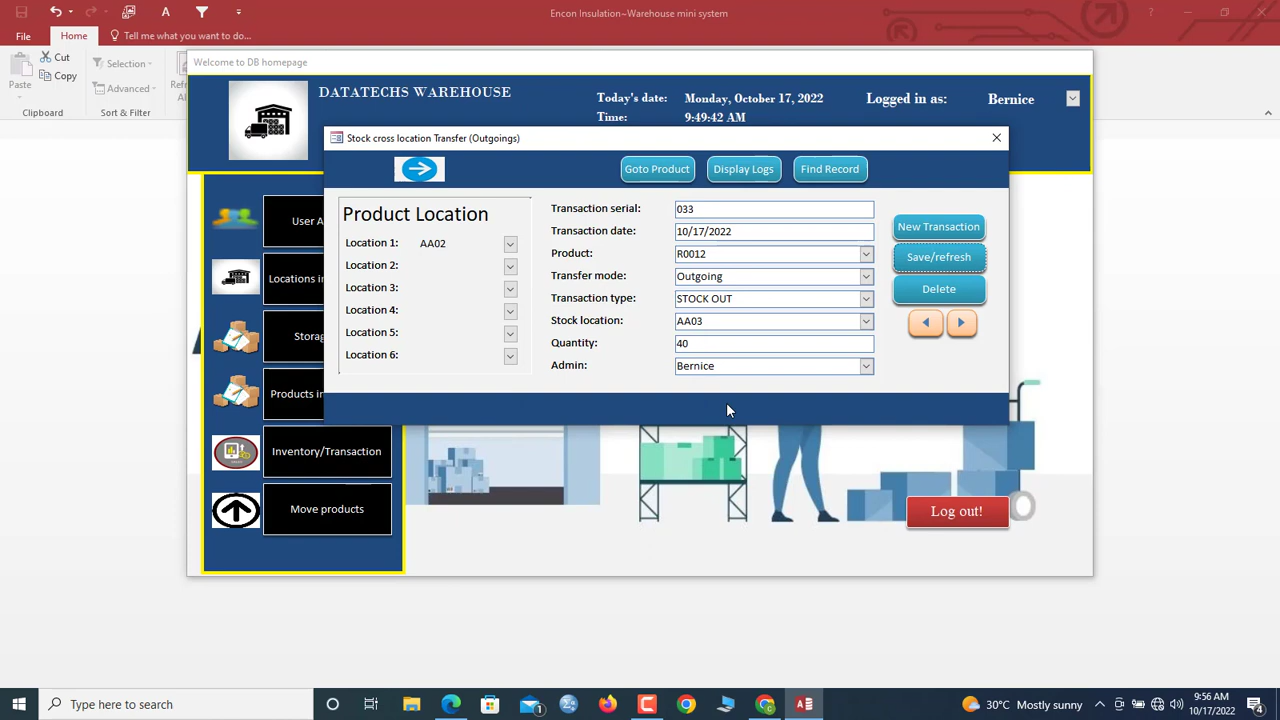 Encon Insulation~Warehouse mini system
?
File
Home
Tell me what you want to do...
Paste
Cut
Copy
Clipboard
Selection
Advanced
Sort & Filter
Welcome to DB homepage
DATATECHS WAREHOUSE
Today's date: Monday, October 17, 2022
Time: 9:49:42 AM
Logged in as: Bernice
Stock cross location Transfer (Outgoings)
Goto Product
Display Logs
Find Record
Product Location
Location 1: AA02
Location 2:
Location 3:
Location 4:
Location 5:
Location 6:
Transaction serial: 033
Transaction date: 10/17/2022
Product: R0012
Transfer mode: Outgoing
Transaction type: STOCK OUT
Stock location: AA03
Quantity: 40
Admin: Bernice
New Transaction
Save/refresh
Delete
User A
Locations in
Storag
Products in
Inventory/Transaction
Move products
Log out!
Type here to search
30°C Mostly sunny
9:56 AM
10/17/2022